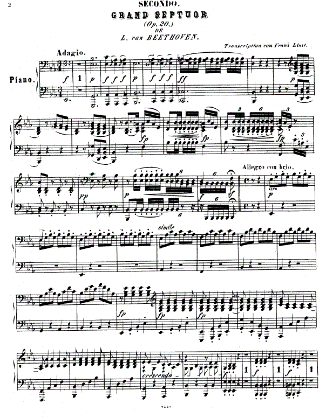 2
SECONDO.
GRAND SEPTUOR
(Op. 20.)
DE
L. van BEETHOVEN.
Transcription von Franz Liszt.
Adagio.
Piano.
Allegro con brio.
simile
crescendo